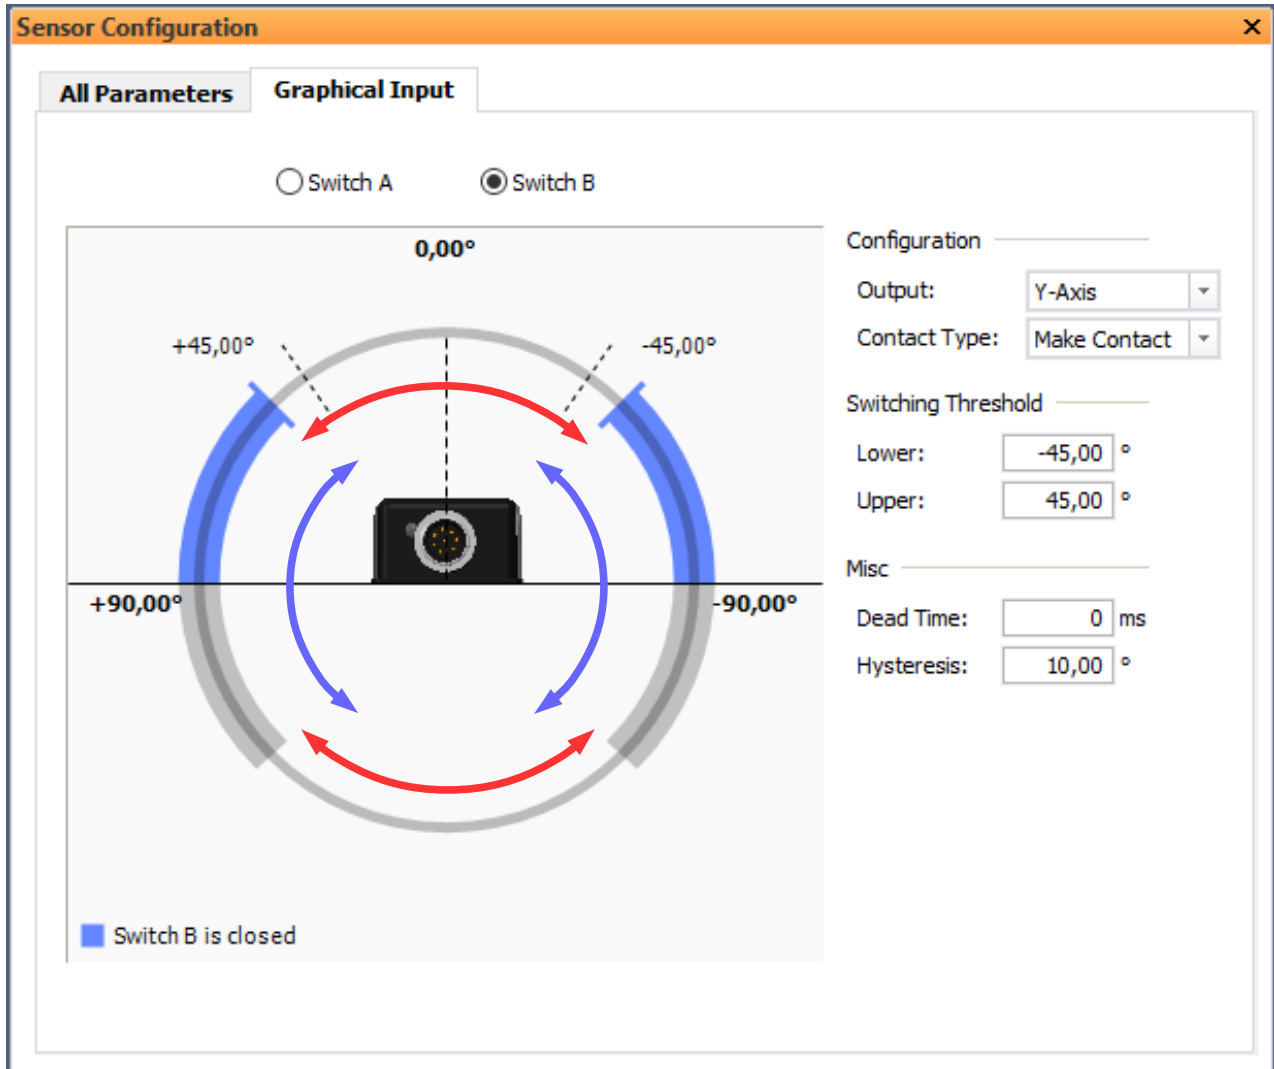 Sensor Configuration
All Parameters
Graphical Input
Switch A
Switch B
0,00°
+45,00°
-45,00°
+90,00°
-90,00°
Switch B is closed
Configuration
Output: Y-Axis
Contact Type: Make Contact
Switching Threshold
Lower: -45,00 °
Upper: 45,00 °
Misc
Dead Time: 0 ms
Hysteresis: 10,00 °